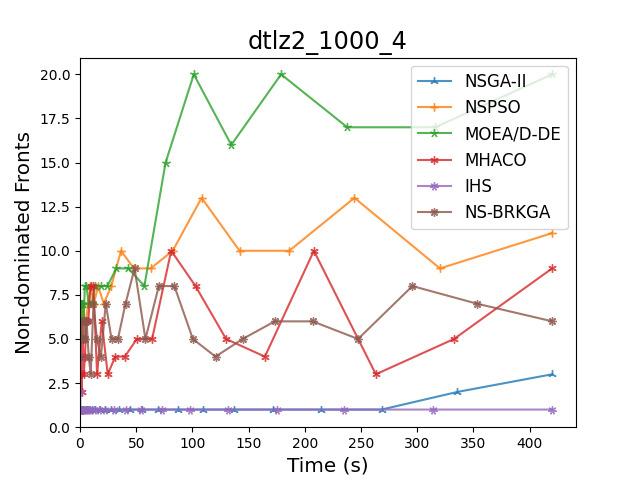 dtlz2_1000_4
Non-dominated Fronts
20.0
17.5
15.0
12.5
10.0
7.5
5.0
2.5
0.0
0
50
100
150
200
250
300
350
400
Time (s)
NSGA-II
NSPSO
MOEA/D-DE
MHACO
IHS
NS-BRKGA